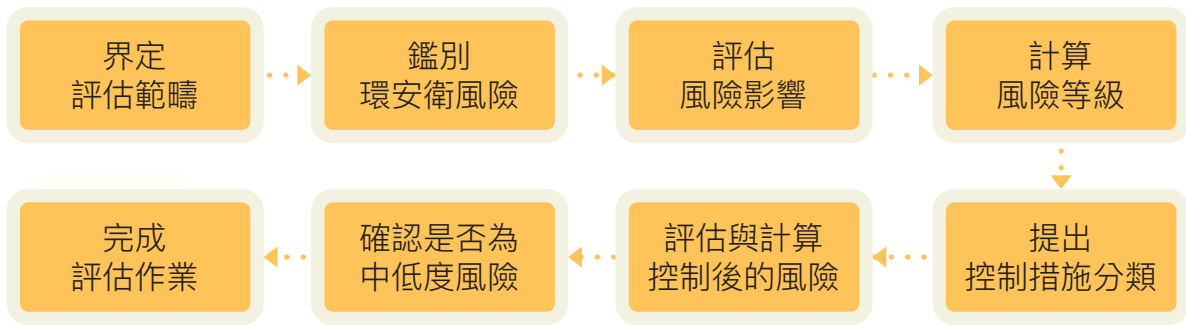 界定
評估範疇
鑑別
環安衛風險
評估
風險影響
計算
風險等級
提出
控制措施分類
評估與計算
控制後的風險
確認是否為
中低度風險
完成
評估作業